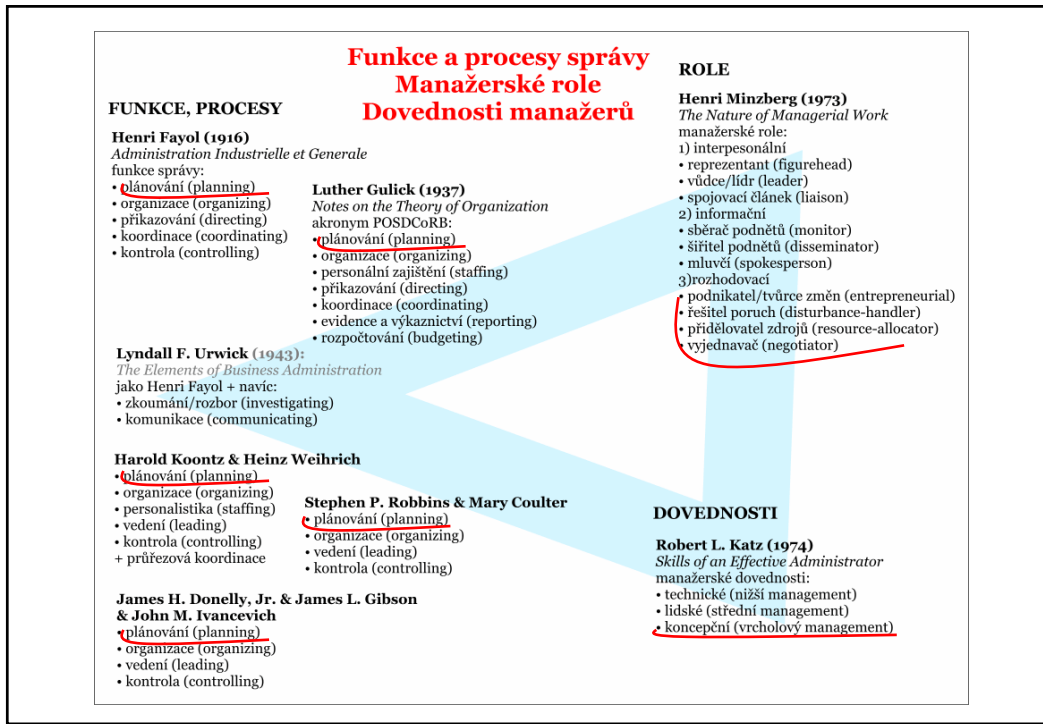 Funkce a procesy správy
Manažerské role
Dovednosti manažerů
FUNKCE, PROCESY
Henri Fayol (1916)
Administration Industrielle et Generale
funkce správy:
• plánování (planning)
• organizace (organizing)
• přikazování (directing)
• koordinace (coordinating)
• kontrola (controlling)
Luther Gulick (1937)
Notes on the Theory of Organization
akronym POSDCoRB:
• plánování (planning)
• organizace (organizing)
• personální zajištění (staffing)
• přikazování (directing)
• koordinace (coordinating)
• evidence a výkaznictví (reporting)
• rozpočtování (budgeting)
Lyndall F. Urwick (1943):
The Elements of Business Administration
jako Henri Fayol + navíc:
• zkoumání/rozbor (investigating)
• komunikace (communicating)
Harold Koontz & Heinz Weihrich
• plánování (planning)
• organizace (organizing)
• personalistika (staffing)
• vedení (leading)
• kontrola (controlling)
+ průřezová koordinace
Stephen P. Robbins & Mary Coulter
• plánování (planning)
• organizace (organizing)
• vedení (leading)
• kontrola (controlling)
James H. Donelly, Jr. & James L. Gibson
& John M. Ivancevich
• plánování (planning)
• organizace (organizing)
• vedení (leading)
• kontrola (controlling)
ROLE
Henri Minzberg (1973)
The Nature of Managerial Work
manažerské role:
1) interpesonální
• reprezentant (figurehead)
• vůdce/lídr (leader)
• spojovací článek (liaison)
2) informační
• sběrač podnětů (monitor)
• šiřitel podnětů (disseminator)
• mluvčí (spokesperson)
3)rozhodovací
• podnikatel/tvůrce změn (entrepreneurial)
• řešitel poruch (disturbance-handler)
• přidělovatel zdrojů (resource-allocator)
• vyjednavač (negotiator)
DOVEDNOSTI
Robert L. Katz (1974)
Skills of an Effective Administrator
manažerské dovednosti:
• technické (nižší management)
• lidské (střední management)
• koncepční (vrcholový management)